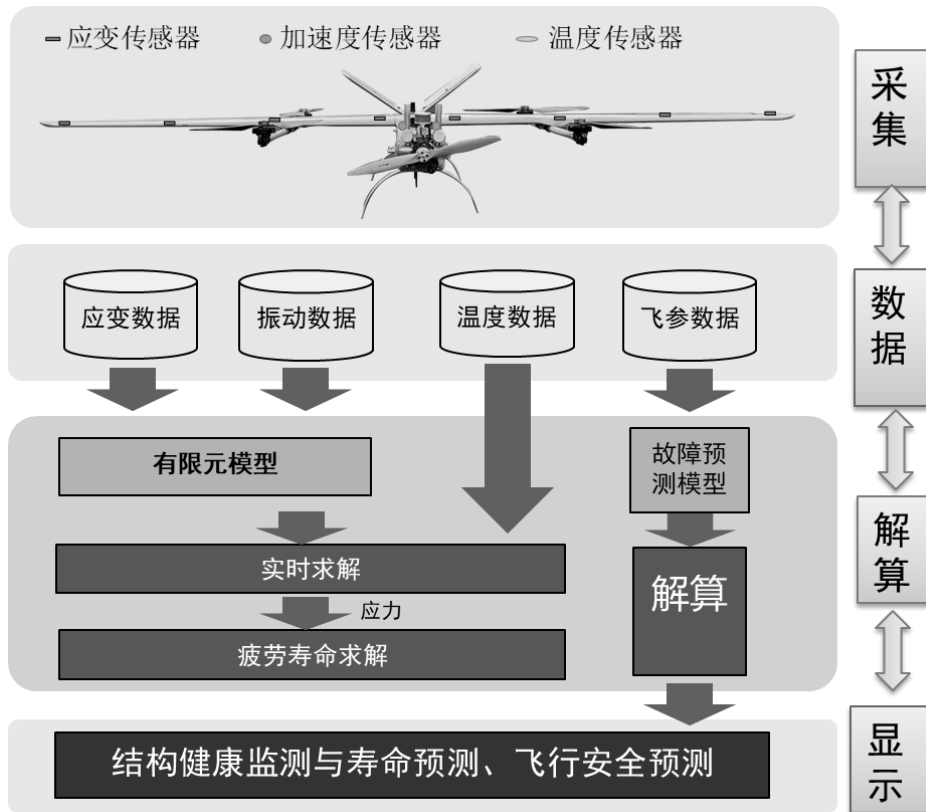 应变传感器 加速度传感器 温度传感器
采集
应变数据 振动数据 温度数据 飞参数据
数据
有限元模型
故障预
测模型
实时求解
解算
应力
疲劳寿命求解
解算
结构健康监测与寿命预测、飞行安全预测
显示